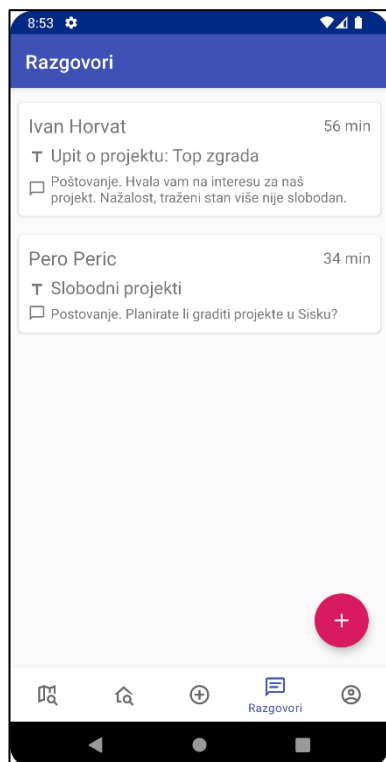 8:53
Razgovori
Ivan Horvat 56 min
Upit o projektu: Top zgrada
Poštovanje. Hvala vam na interesu za naš
projekt. Nažalost, traženi stan više nije slobodan.
Pero Peric 34 min
Slobodni projekti
Postovanje. Planirate li graditi projekte u Sisku?
Razgovori